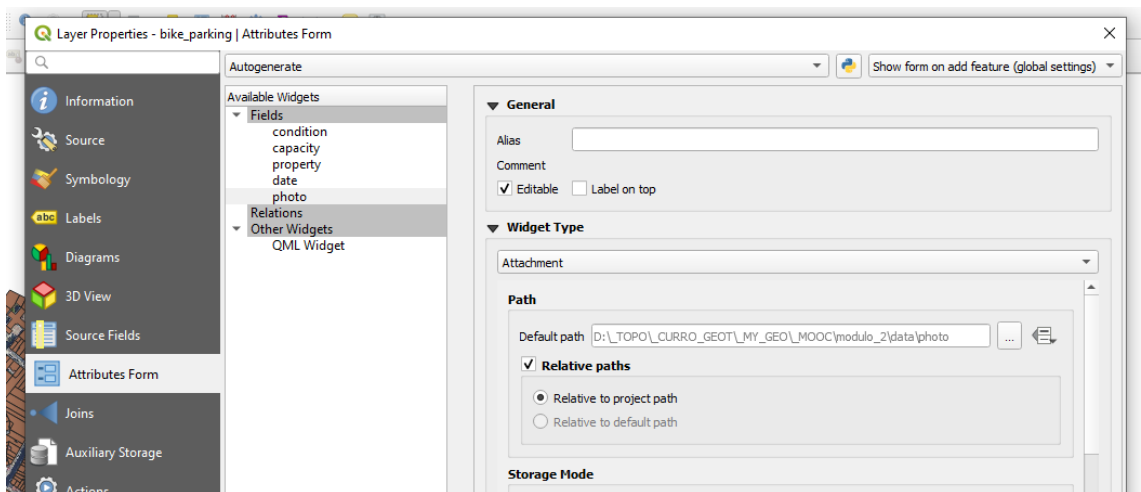 Layer Properties - bike_parking | Attributes Form
Autogenerate
Show form on add feature (global settings)
Information
Source
Symbology
abc Labels
Diagrams
3D View
Source Fields
Attributes Form
Joins
Auxiliary Storage
Actions
Available Widgets
Fields
condition
capacity
property
date
photo
Relations
Other Widgets
QML Widget
General
Alias
Comment
Editable Label on top
Widget Type
Attachment
Path
Default path D:\_TOPO\_CURRO_GEOT\_MY_GEO\_MOOC\modulo_2\data\photo ...
Relative paths
Relative to project path
Relative to default path
Storage Mode